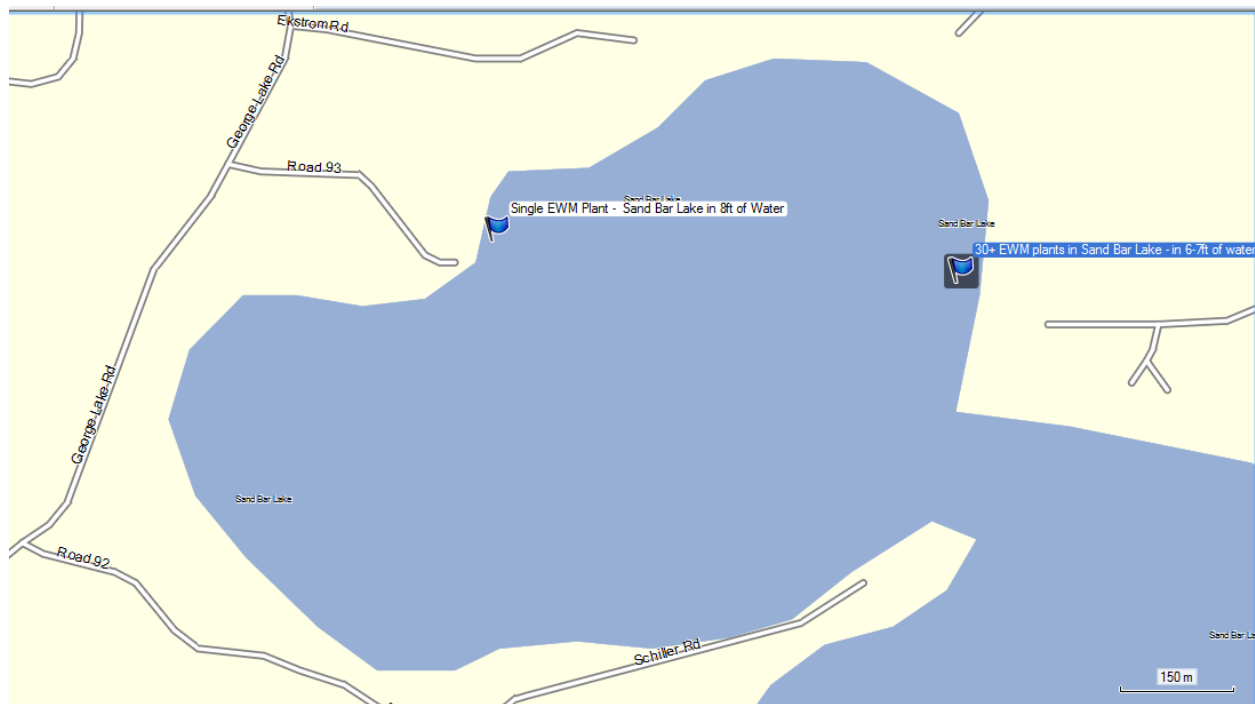 Ekstrom Rd
George Lake Rd
Road 93
Sand Bar Lake
Single EWM Plant - Sand Bar Lake in 8ft of Water
Sand Bar Lake
30+ EWM plants in Sand Bar Lake - in 6-7ft of water
George Lake Rd
Sand Bar Lake
Road 92
Schiller Rd
Sand Bar La
150 m